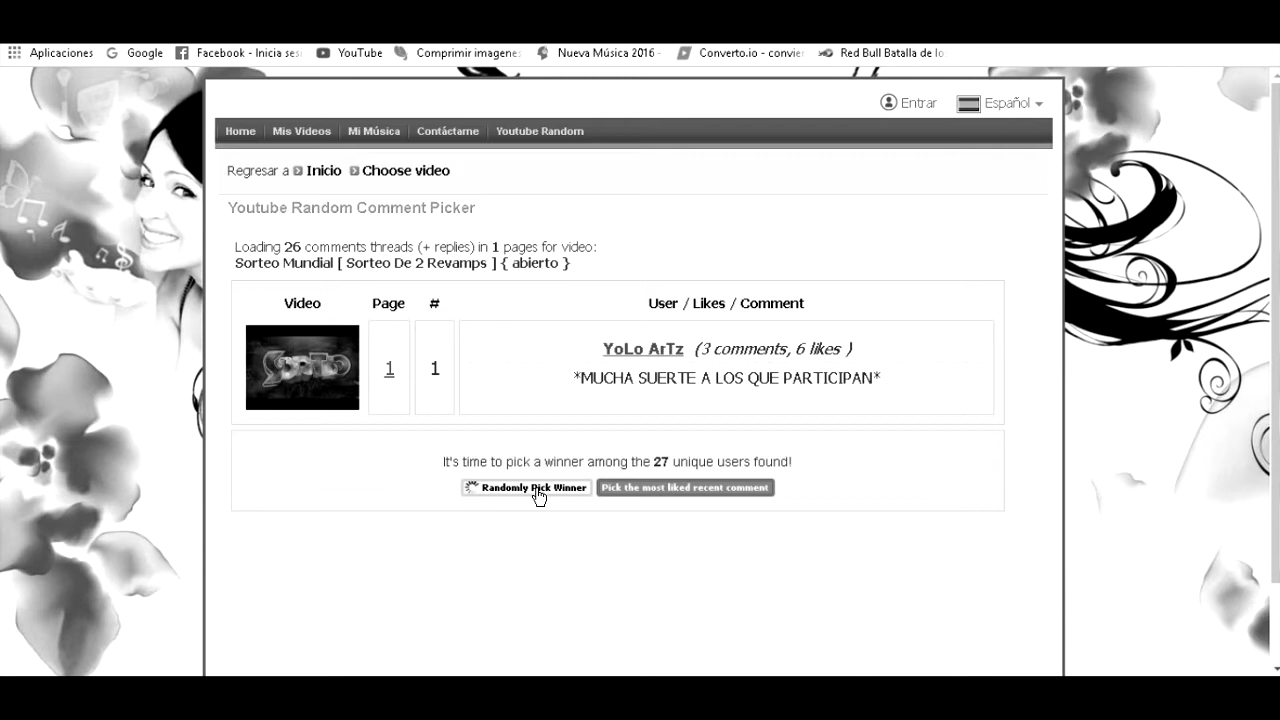 Aplicaciones Google Facebook - Inicia ses YouTube Comprimir imagene Nueva Música 2016 - Converto.io - convie Red Bull Batalla de lo
Entrar Español
Home Mis Videos Mi Música Contáctame Youtube Random
Regresar a Inicio Choose video
Youtube Random Comment Picker
Loading 26 comments threads (+ replies) in 1 pages for video:
Sorteo Mundial [ Sorteo De 2 Revamps ] { abierto }
Video Page # User / Likes / Comment
SORTEO
YoLo ArTz (3 comments, 6 likes )
1 1
*MUCHA SUERTE A LOS QUE PARTICIPAN*
It's time to pick a winner among the 27 unique users found!
Randomly Pick Winner Pick the most liked recent comment